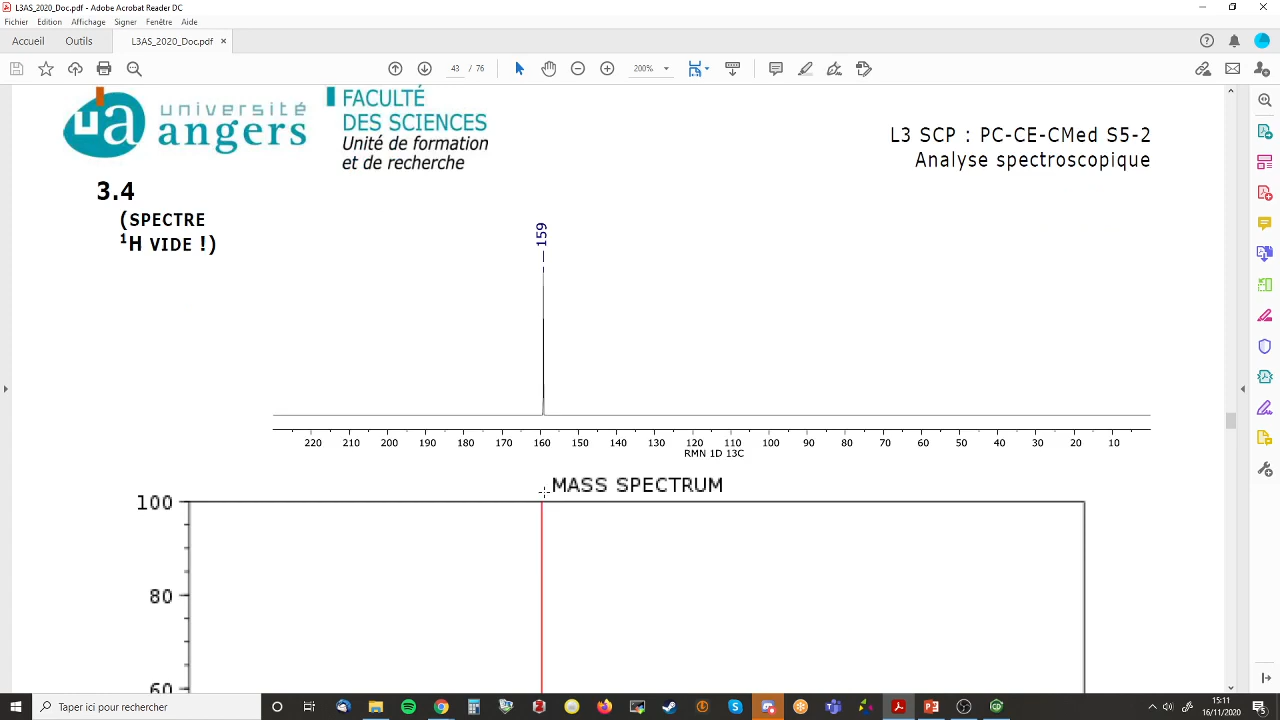 L3AS_2020_Doc.pdf - Adobe Acrobat Reader DC
Fichier Edition Affichage Signer Fenêtre Aide
Accueil Outils L3AS_2020_Doc.pdf ×
43 / 76 200%
université
angers
FACULTÉ
DES SCIENCES
Unité de formation
et de recherche
L3 SCP : PC-CE-CMed S5-2
Analyse spectroscopique
3.4
(SPECTRE
¹H VIDE !)
159
220 210 200 190 180 170 160 150 140 130 120 110 100 90 80 70 60 50 40 30 20 10
RMN 1D 13C
MASS SPECTRUM
100
80
60
Taper ici pour rechercher
15:11
16/11/2020